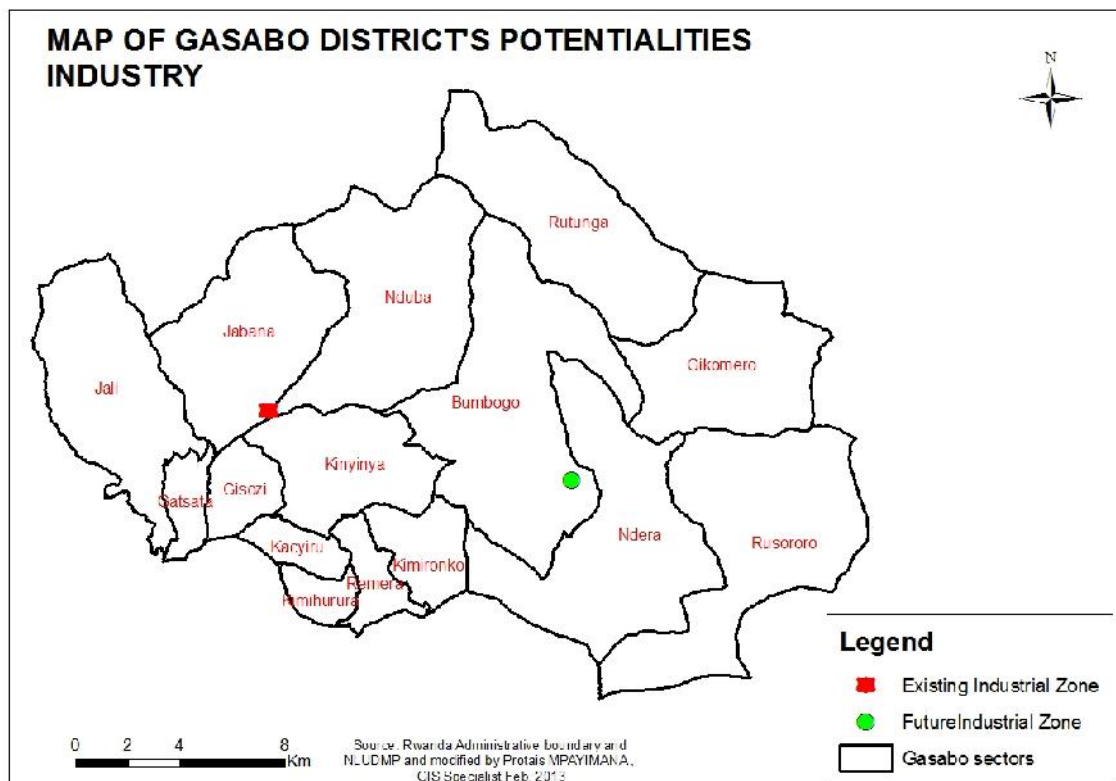 MAP OF GASABO DISTRICT'S POTENTIALITIES
INDUSTRY
N
Rutunga
Nduba
Jabana
Gikomero
Jali
Bumbogo
Kinyinya
Gisozi
Gatsata
Ndera
Rusororo
Kacyiru
Kimironko
Remera
Kimihurura
Legend
Existing Industrial Zone
FutureIndustrial Zone
Gasabo sectors
0 2 4 8
Km
Source: Rwanda Administrative boundary and
NLUDMP and modified by Protais MPAYIMANA,
GIS Specialist Feb. 2013